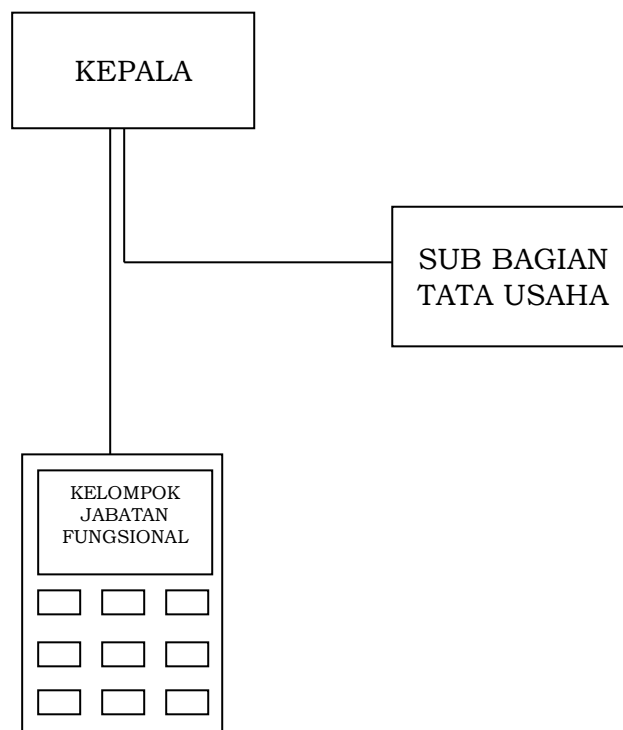 KEPALA
SUB BAGIAN
TATA USAHA
KELOMPOK
JABATAN
FUNGSIONAL